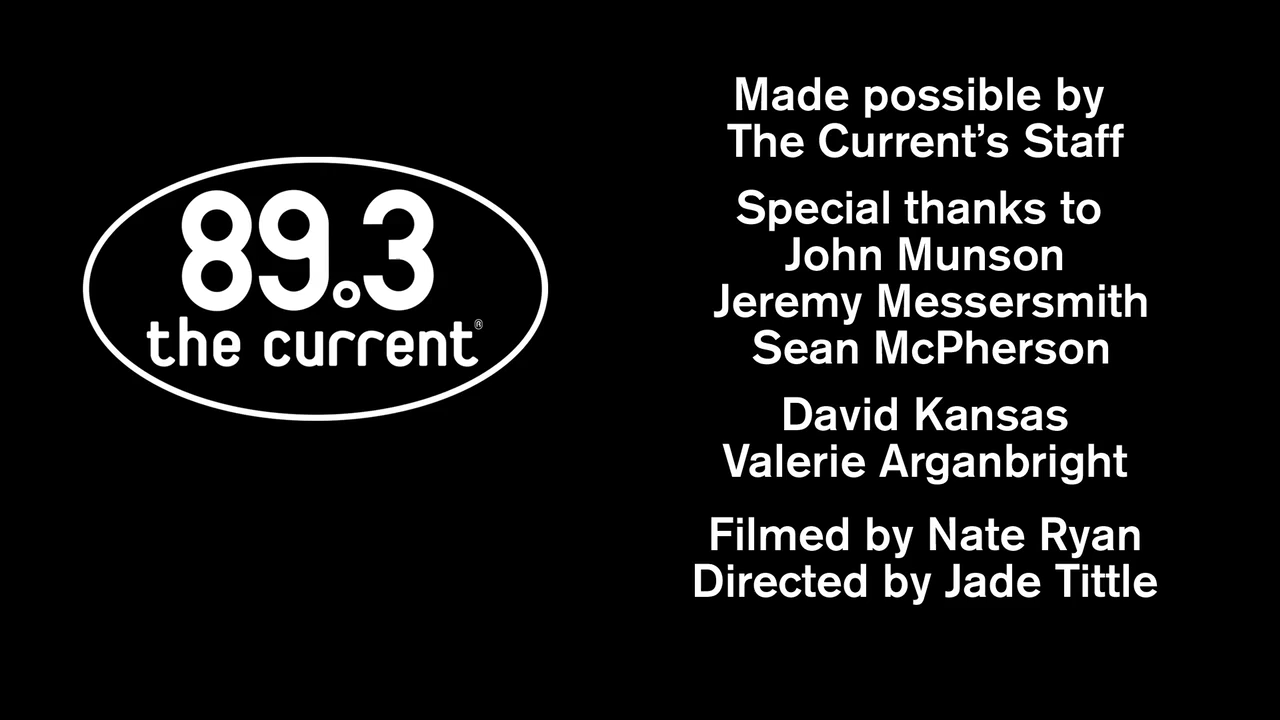 89.3
the current®
Made possible by
The Current’s Staff
Special thanks to
John Munson
Jeremy Messersmith
Sean McPherson
David Kansas
Valerie Arganbright
Filmed by Nate Ryan
Directed by Jade Tittle